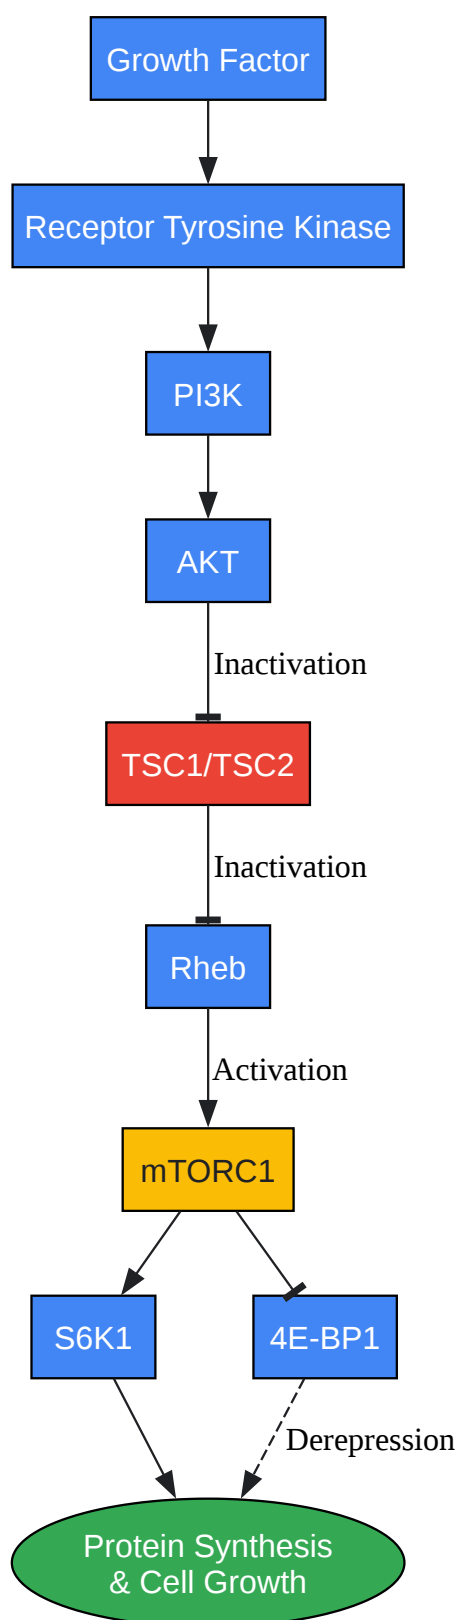 Growth Factor
Receptor Tyrosine Kinase
PI3K
AKT
Inactivation
TSC1/TSC2
Inactivation
Rheb
Activation
mTORC1
S6K1
4E-BP1
Derepression
Protein Synthesis
& Cell Growth